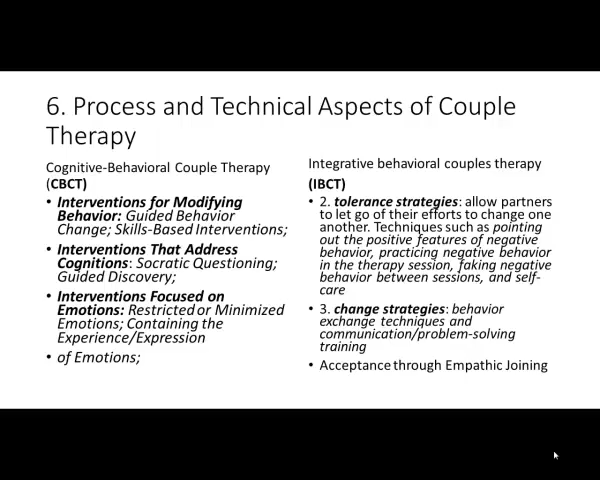 6. Process and Technical Aspects of Couple
Therapy
Cognitive-Behavioral Couple Therapy
(CBCT)
• Interventions for Modifying
Behavior: Guided Behavior
Change; Skills-Based Interventions;
• Interventions That Address
Cognitions: Socratic Questioning;
Guided Discovery;
• Interventions Focused on
Emotions: Restricted or Minimized
Emotions; Containing the
Experience/Expression
• of Emotions;
Integrative behavioral couples therapy
(IBCT)
• 2. tolerance strategies: allow partners
to let go of their efforts to change one
another. Techniques such as pointing
out the positive features of negative
behavior, practicing negative behavior
in the therapy session, faking negative
behavior between sessions, and self-
care
• 3. change strategies: behavior
exchange techniques and
communication/problem-solving
training
• Acceptance through Empathic Joining